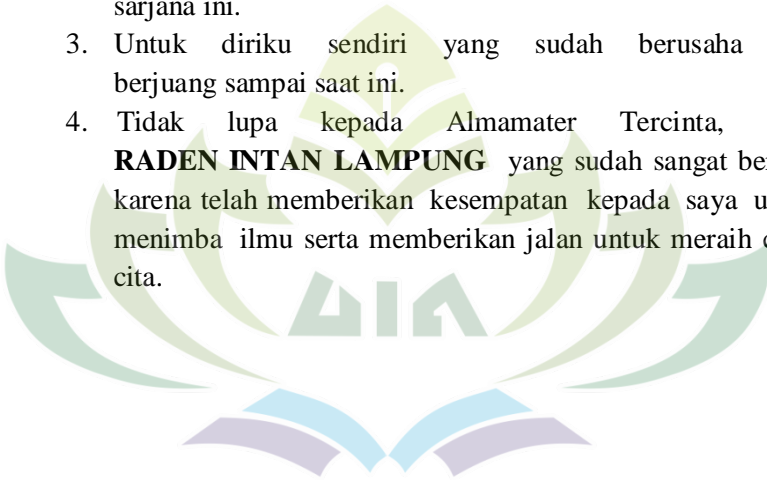 sarjana ini.
3. Untuk diriku sendiri yang sudah berusaha
berjuang sampai saat ini.
4. Tidak lupa kepada Almamater Tercinta,
RADEN INTAN LAMPUNG yang sudah sangat
karena telah memberikan kesempatan kepada saya
menimba ilmu serta memberikan jalan untuk meraih
cita.
UIN